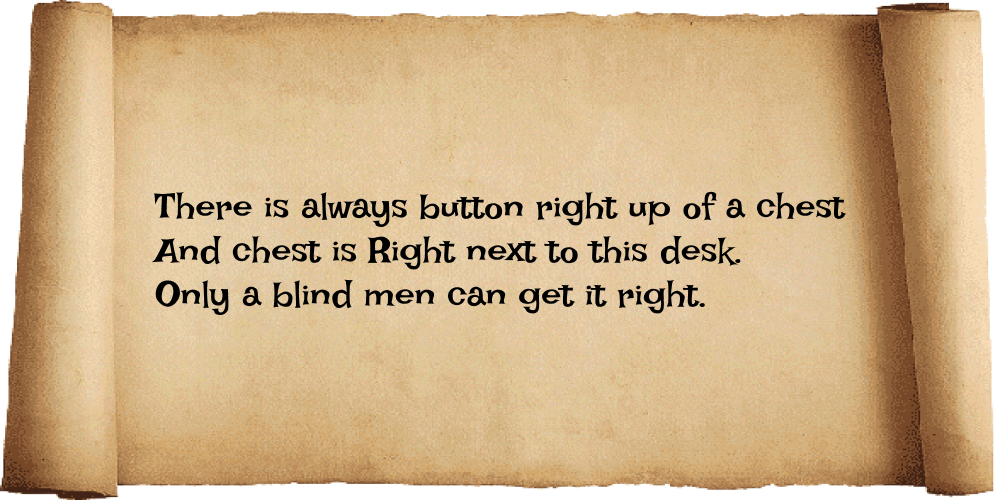 There is always button right up of a chest
And chest is Right next to this desk.
Only a blind men can get it right.